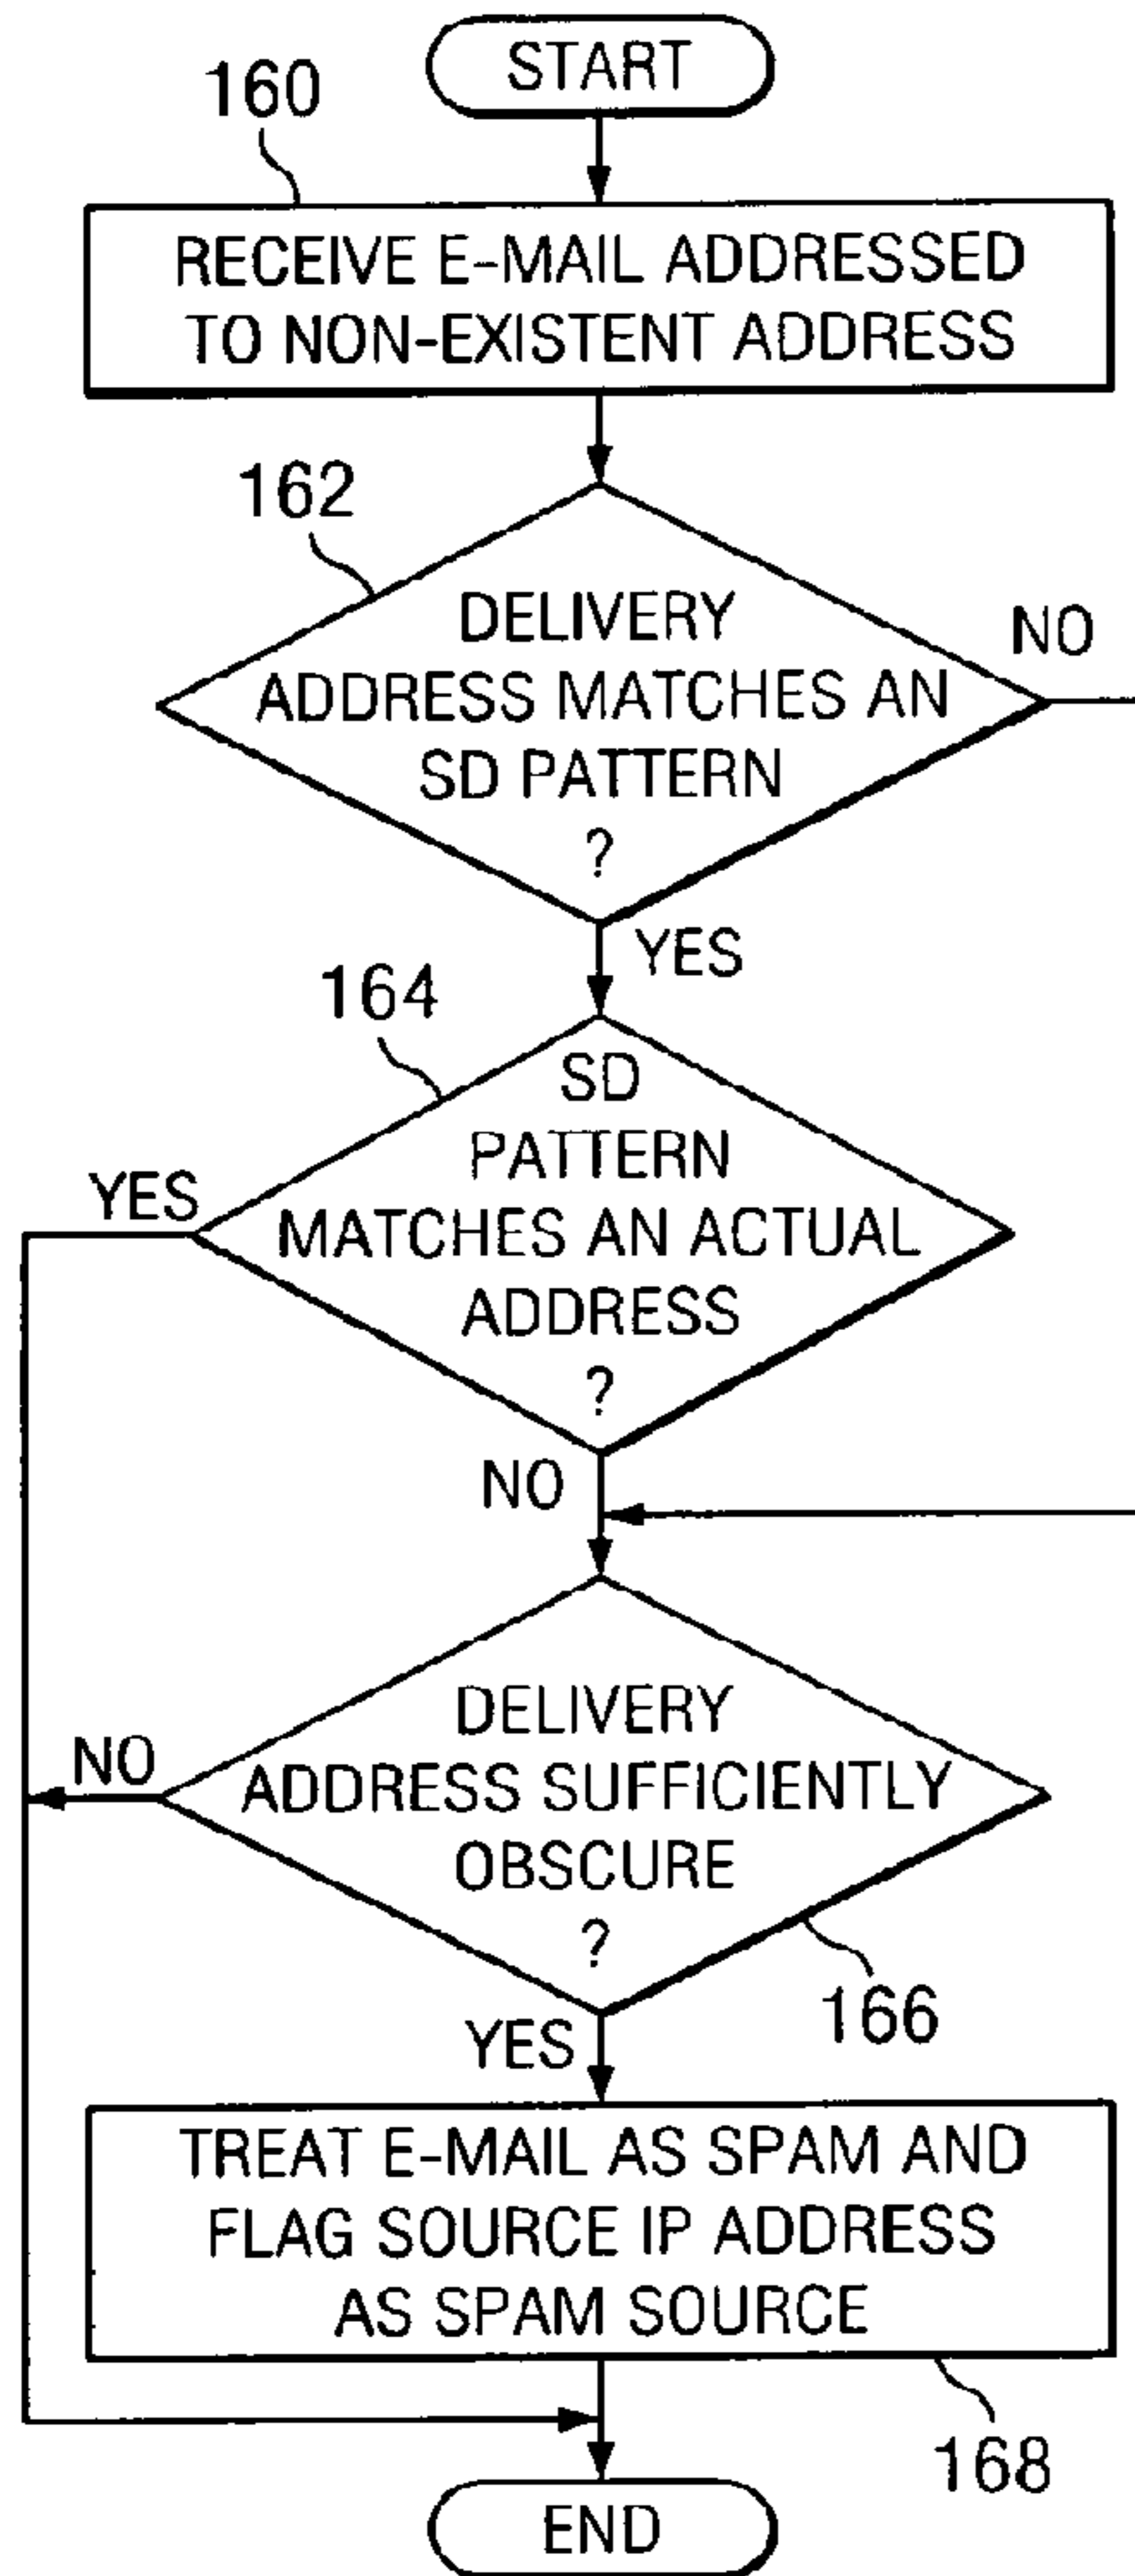 START
160
RECEIVE E-MAIL ADDRESSED
TO NON-EXISTENT ADDRESS
162
DELIVERY
ADDRESS MATCHES AN
SD PATTERN
?
NO
YES
164
SD
PATTERN
MATCHES AN ACTUAL
ADDRESS
?
YES
NO
DELIVERY
ADDRESS SUFFICIENTLY
OBSCURE
?
NO
166
YES
TREAT E-MAIL AS SPAM AND
FLAG SOURCE IP ADDRESS
AS SPAM SOURCE
168
END